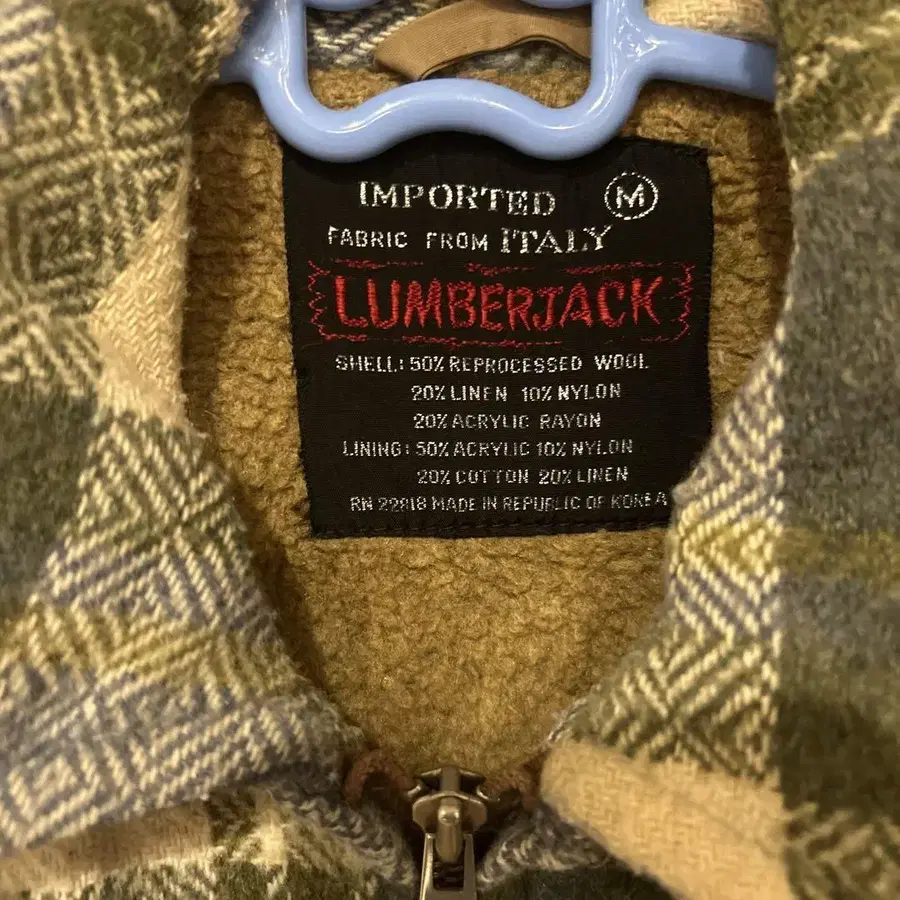 IMPORTED M
FABRIC FROM ITALY
LUMBERJACK
SHELL: 50% REPROCESSED WOOL
20% LINEN 10% NYLON
20% ACRYLIC RAYON
LINING: 50% ACRYLIC 10% NYLON
20% COTTON 20% LINEN
RN 22818 MADE IN REPUBLIC OF KOREA